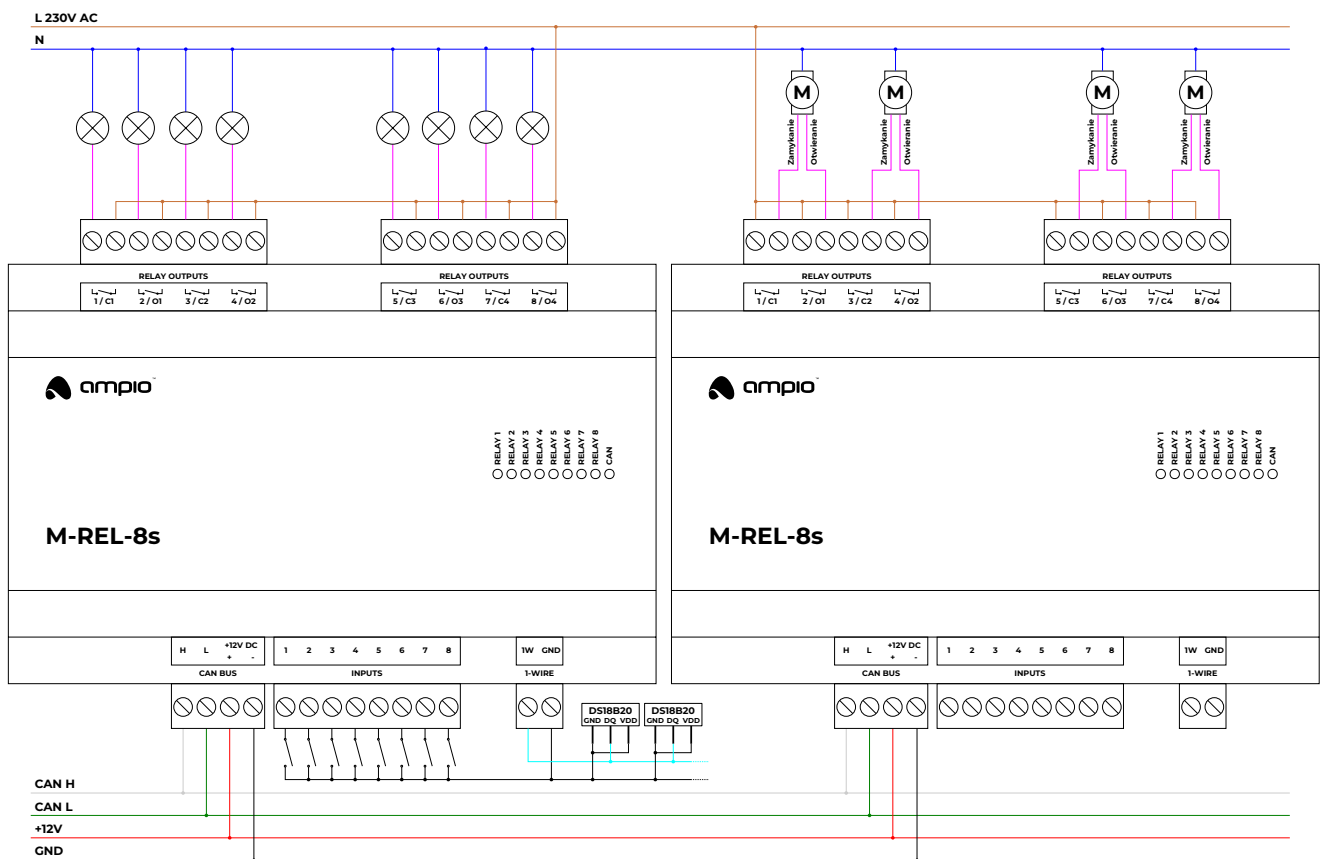 L 230V AC
N
M M M M
Zamykanie Otwieranie Zamykanie Otwieranie Zamykanie Otwieranie Zamykanie Otwieranie
RELAY OUTPUTS RELAY OUTPUTS RELAY OUTPUTS RELAY OUTPUTS
1 / C1 2 / O1 3 / C2 4 / O2 5 / C3 6 / O3 7 / C4 8 / O4 1 / C1 2 / O1 3 / C2 4 / O2 5 / C3 6 / O3 7 / C4 8 / O4
ampio ampio
RELAY 1 RELAY 2 RELAY 3 RELAY 4 RELAY 5 RELAY 6 RELAY 7 RELAY 8 CAN RELAY 1 RELAY 2 RELAY 3 RELAY 4 RELAY 5 RELAY 6 RELAY 7 RELAY 8 CAN
M-REL-8s M-REL-8s
H L +12V DC 1 2 3 4 5 6 7 8 1W GND H L +12V DC 1 2 3 4 5 6 7 8 1W GND
+ - + -
CAN BUS INPUTS 1-WIRE CAN BUS INPUTS 1-WIRE
DS18B20 DS18B20
GND DQ VDD GND DQ VDD
CAN H
CAN L
+12V
GND